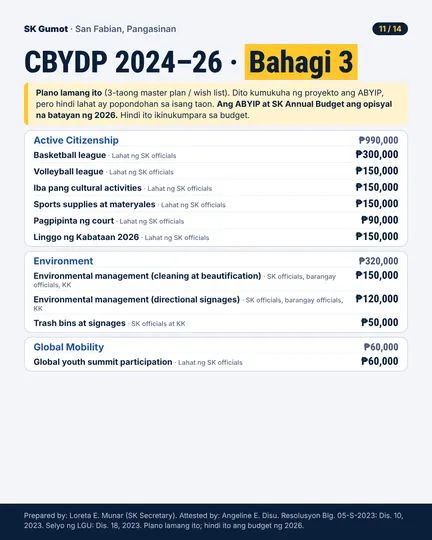 SK Gumot · San Fabian, Pangasinan
11 / 14
CBYDP 2024–26 · Bahagi 3
Plano lamang ito (3-taong master plan / wish list). Dito kumukuha ng proyekto ang ABYIP,
pero hindi lahat ay popondohan sa isang taon. Ang ABYIP at SK Annual Budget ang opisyal
na batayan ng 2026. Hindi ito ikinukumpara sa budget.
Active Citizenship ₱990,000
Basketball league · Lahat ng SK officials ₱300,000
Volleyball league · Lahat ng SK officials ₱150,000
Iba pang cultural activities · Lahat ng SK officials ₱150,000
Sports supplies at materyales · Lahat ng SK officials ₱150,000
Pagpipinta ng court · Lahat ng SK officials ₱90,000
Linggo ng Kabataan 2026 · Lahat ng SK officials ₱150,000
Environment ₱320,000
Environmental management (cleaning at beautification) · SK officials, barangay ₱150,000
officials, KK
Environmental management (directional signages) · SK officials, barangay officials, ₱120,000
KK
Trash bins at signages · SK officials at KK ₱50,000
Global Mobility ₱60,000
Global youth summit participation · Lahat ng SK officials ₱60,000
Prepared by: Loreta E. Munar (SK Secretary). Attested by: Angeline E. Disu. Resolusyon Blg. 05-S-2023: Dis. 10,
2023. Selyo ng LGU: Dis. 18, 2023. Plano lamang ito; hindi ito ang budget ng 2026.